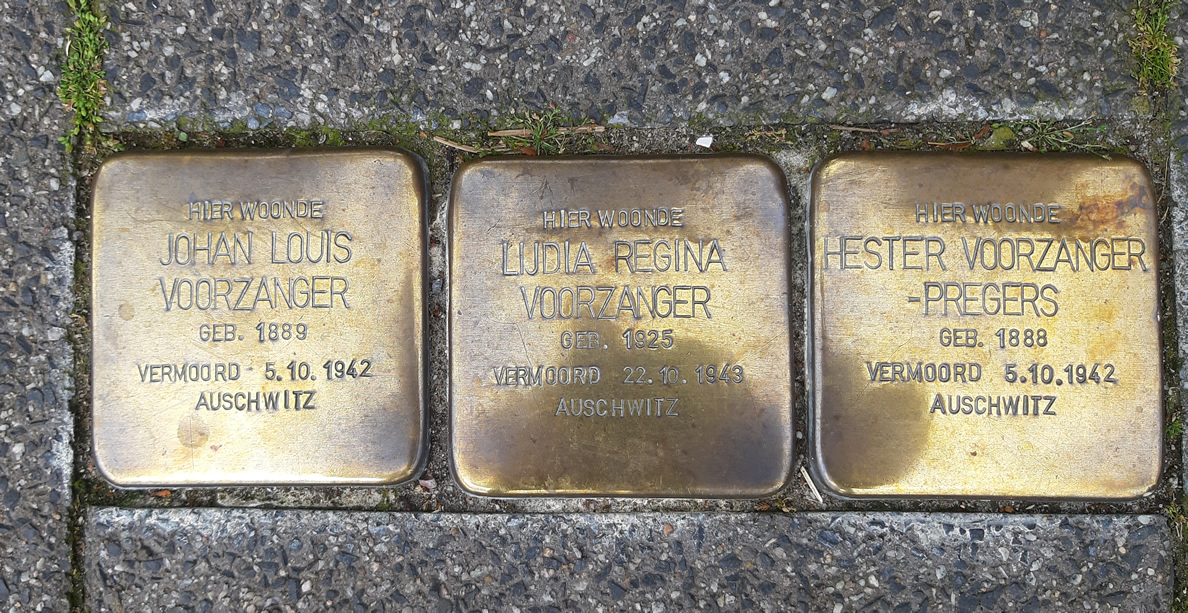 HIER WOONDE
JOHAN LOUIS
VOORZANGER
GEB. 1889
VERMOORD 5.10.1942
AUSCHWITZ
HIER WOONDE
LIJDIA REGINA
VOORZANGER
GEB. 1925
VERMOORD 22.10.1943
AUSCHWITZ
HIER WOONDE
HESTER VOORZANGER
-PREGERS
GEB. 1888
VERMOORD 5.10.1942
AUSCHWITZ